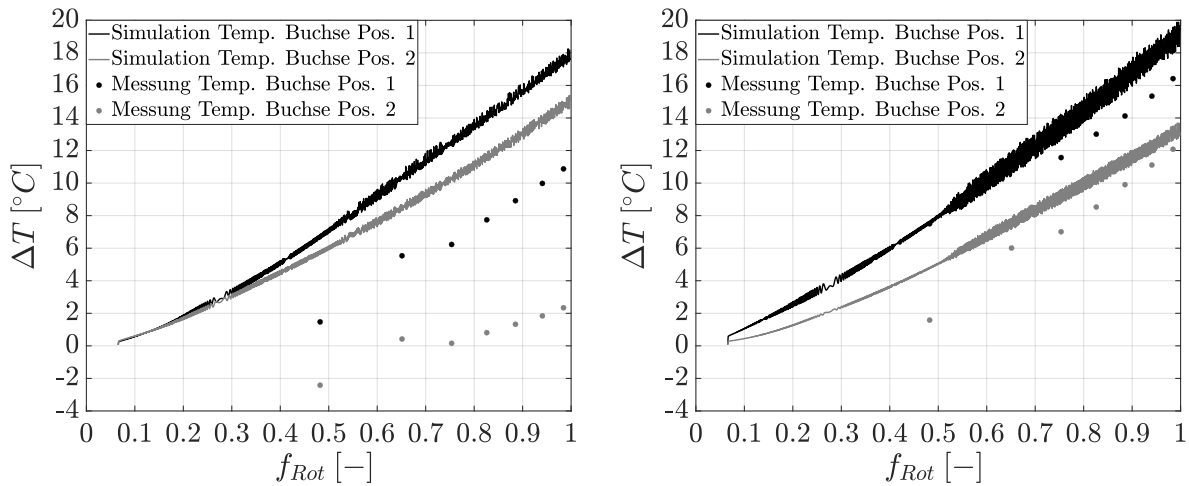 20
18
16
14
12
10
8
6
4
2
0
-2
-4
ΔT [°C]
Simulation Temp. Buchse Pos. 1
Simulation Temp. Buchse Pos. 2
Messung Temp. Buchse Pos. 1
Messung Temp. Buchse Pos. 2
0 0.1 0.2 0.3 0.4 0.5 0.6 0.7 0.8 0.9 1
f_Rot [−]
20
18
16
14
12
10
8
6
4
2
0
-2
-4
ΔT [°C]
Simulation Temp. Buchse Pos. 1
Simulation Temp. Buchse Pos. 2
Messung Temp. Buchse Pos. 1
Messung Temp. Buchse Pos. 2
0 0.1 0.2 0.3 0.4 0.5 0.6 0.7 0.8 0.9 1
f_Rot [−]